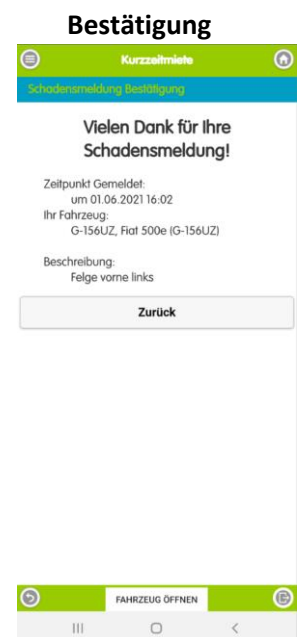 Bestätigung
Kurzzeitmiete
Schadensmeldung Bestätigung
Vielen Dank für Ihre
Schadensmeldung!
Zeitpunkt Gemeldet:
um 01.06.2021 16:02
Ihr Fahrzeug:
G-156UZ, Fiat 500e (G-156UZ)
Beschreibung:
Felge vorne links
Zurück
FAHRZEUG ÖFFNEN